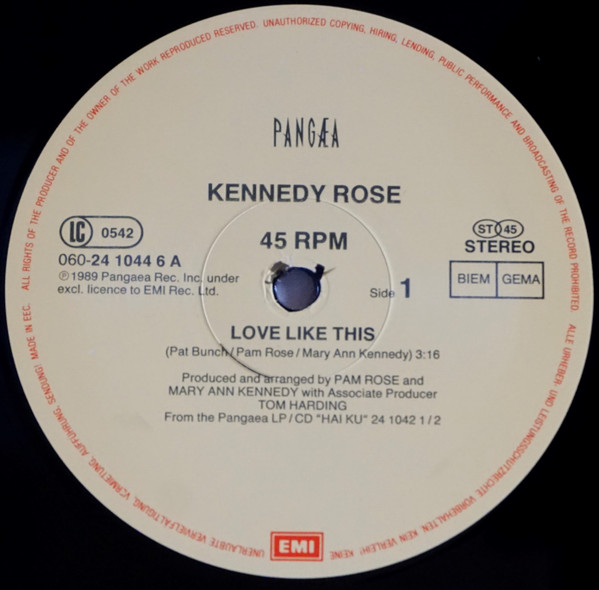 ALL RIGHTS OF THE PRODUCER AND OF THE OWNER OF THE WORK REPRODUCED RESERVED. UNAUTHORIZED COPYING, HIRING, LENDING, PUBLIC PERFORMANCE AND BROADCASTING OF THE RECORD PROHIBITED.
PANGÆA
KENNEDY ROSE
45 RPM
LC 0542
060-24 1044 6 A
℗1989 Pangaea Rec. Inc. under
excl. licence to EMI Rec. Ltd.
ST 45
STEREO
BIEM GEMA
Side 1
LOVE LIKE THIS
(Pat Bunch/Pam Rose/Mary Ann Kennedy) 3:16
Produced and arranged by PAM ROSE and
MARY ANN KENNEDY with Associate Producer
TOM HARDING
From the Pangaea LP/CD "HAI KU" 24 1042 1/2
EMI
ALLE URHEBER- UND LEISTUNGSSCHUTZRECHTE VORBEHALTEN. KEIN VERLEIH! KEINE UNERLAUBTE VERVIELFÄLTIGUNG, VERMIETUNG, AUFFÜHRUNG, SENDUNG! MADE IN EEC.